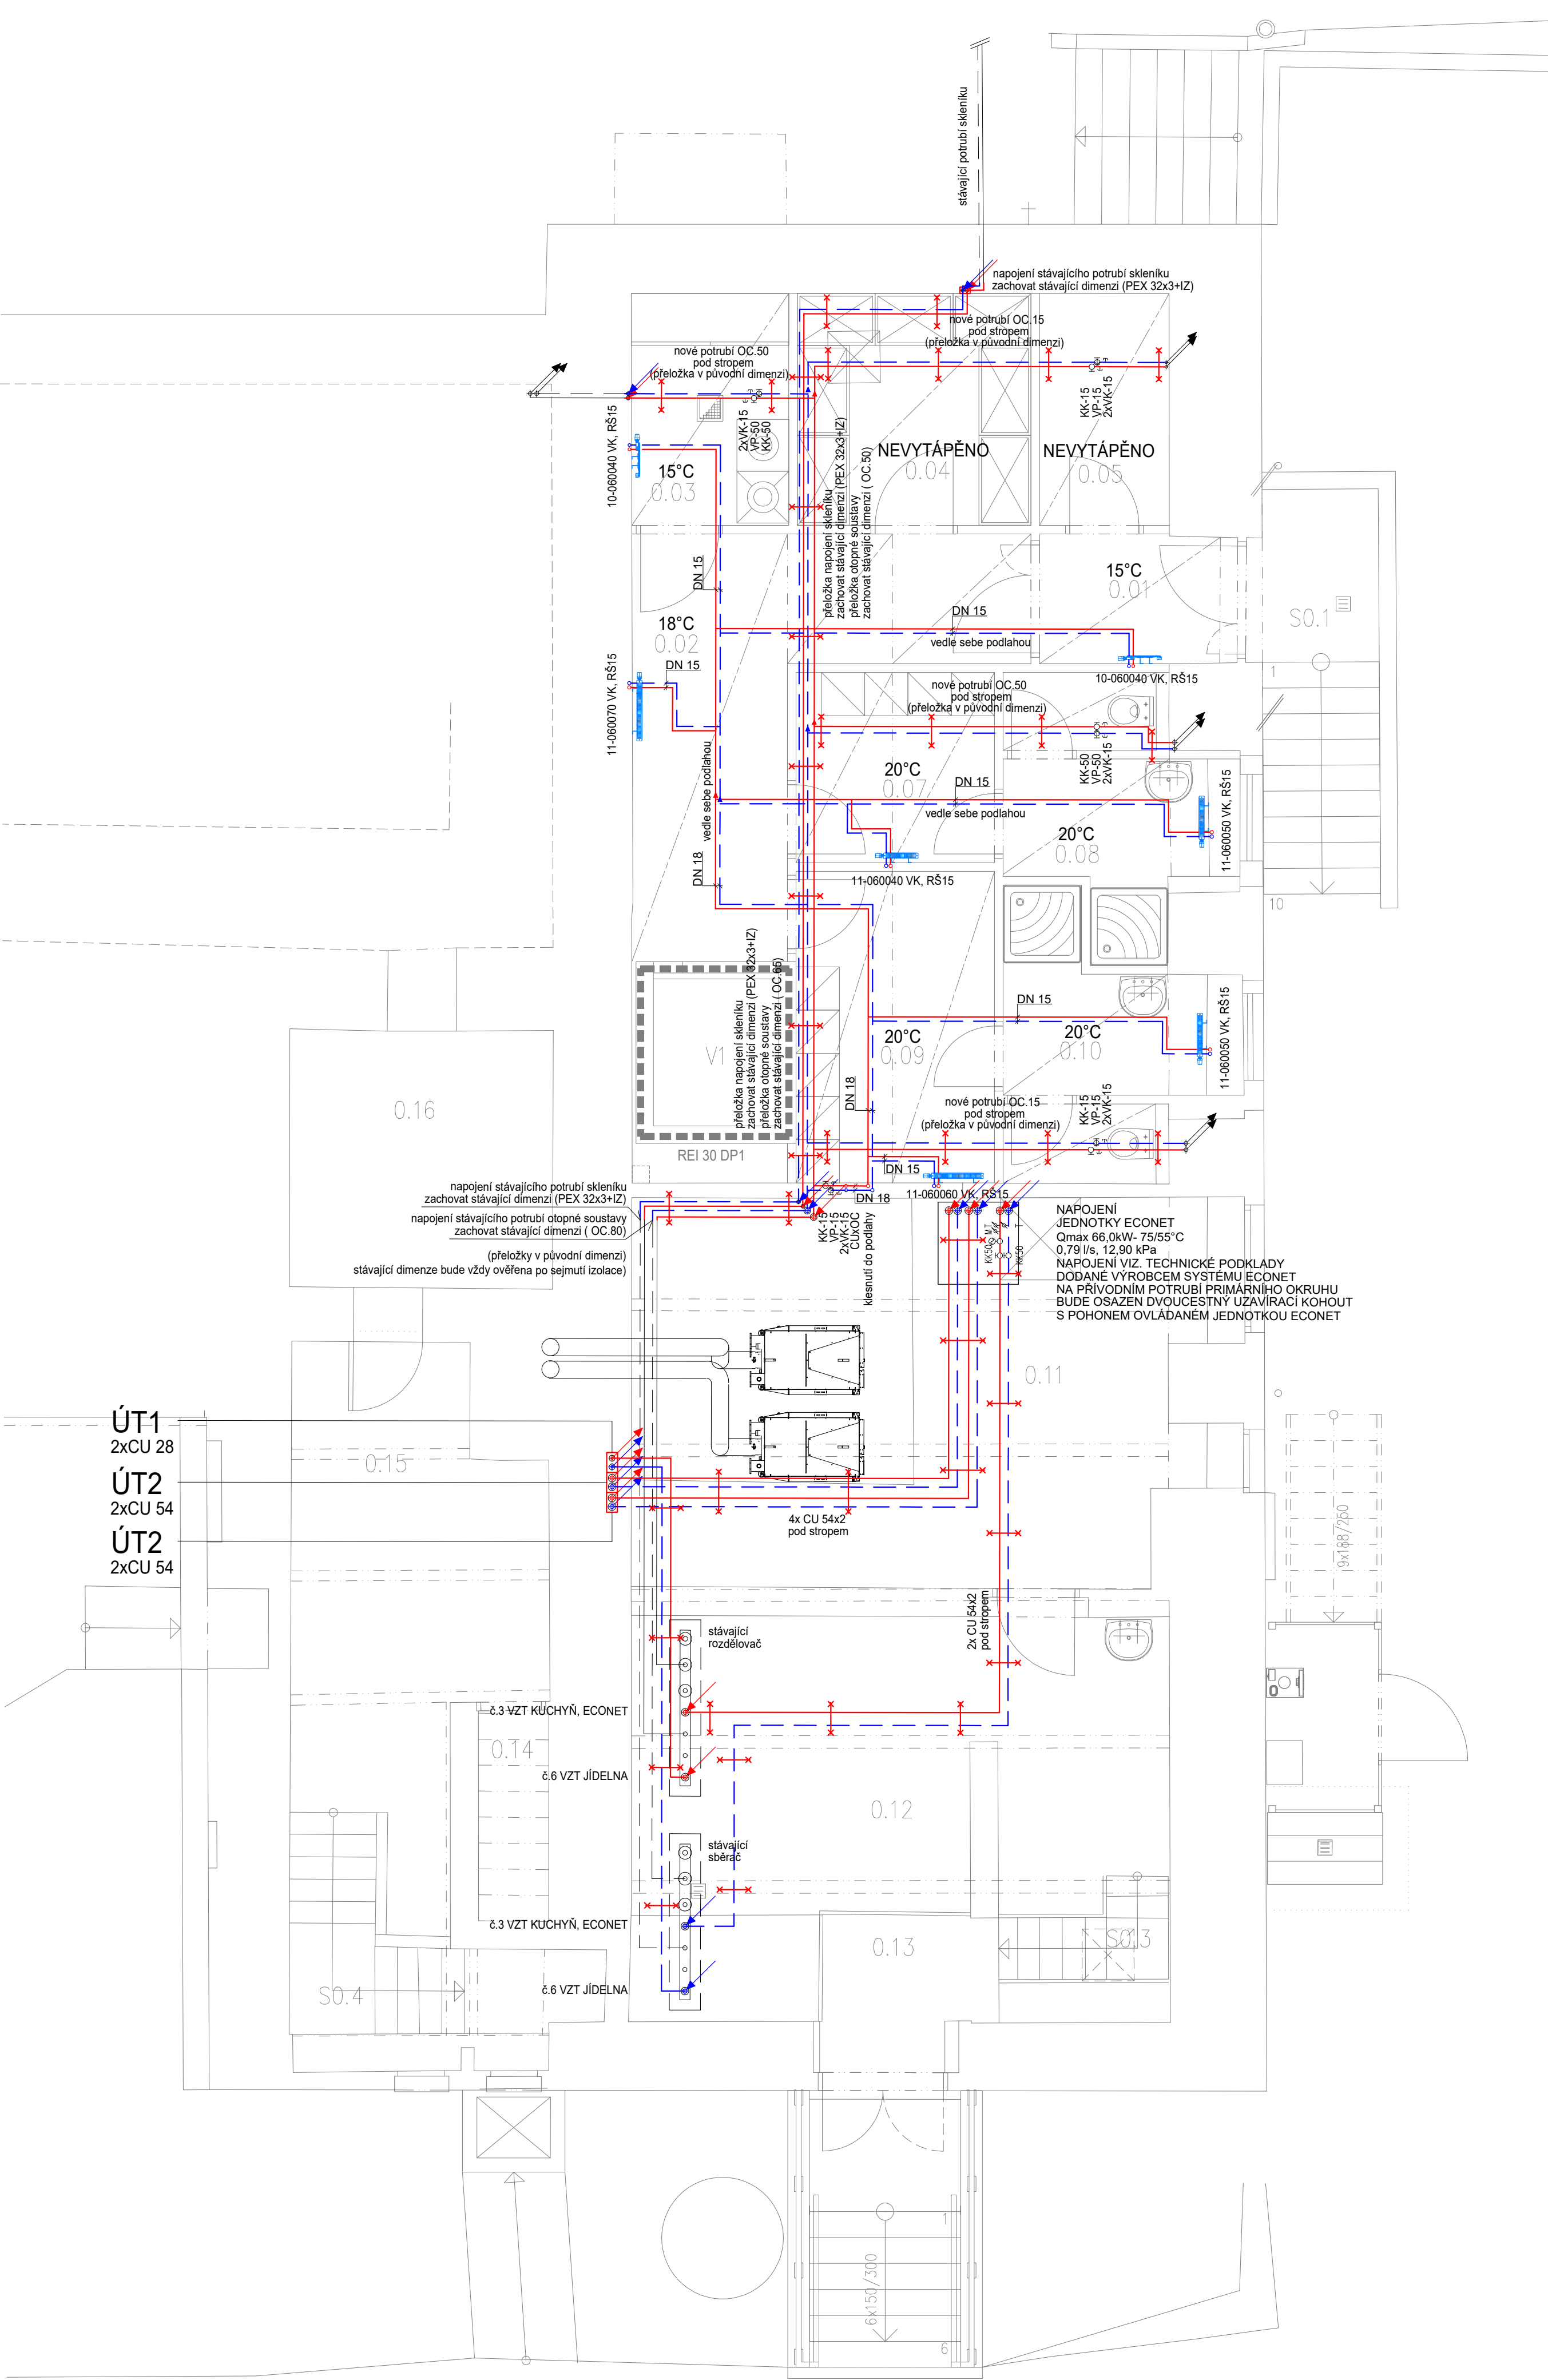 stávající potrubí skleníku
napojení stávajícího potrubí skleníku
zachovat stávající dimenzi (PEX 32x3+IZ)
nové potrubí OC.15
pod stropem
(přeložka v původní dimenzi)
nové potrubí OC.50
pod stropem
(přeložka v původní dimenzi)
10-060040 VK, RŠ15
2xVK-15
VP-50
KK-50
KK-15
VP-15
2xVK-15
15°C
0.03
NEVYTÁPĚNO
0.04
NEVYTÁPĚNO
0.05
přeložka napojení skleníku
zachovat stávající dimenzi (PEX 32x3+IZ)
přeložka otopné soustavy
zachovat stávající dimenzi ( OC.50)
DN 15
15°C
0.01
S0.1
18°C
0.02
DN 15
vedle sebe podlahou
DN 15
11-060070 VK, RŠ15
10-060040 VK, RŠ15
1
nové potrubí OC.50
pod stropem
(přeložka v původní dimenzi)
KK-50
VP-50
2xVK-15
20°C
0.07
DN 15
vedle sebe podlahou
vedle sebe podlahou
20°C
0.08
11-060050 VK, RŠ15
DN 18
11-060040 VK, RŠ15
10
přeložka napojení skleníku
zachovat stávající dimenzi (PEX 32x3+IZ)
přeložka otopné soustavy
zachovat stávající dimenzi ( OC.65)
V1
REI 30 DP1
DN 15
20°C
0.09
20°C
0.10
11-060050 VK, RŠ15
DN 18
nové potrubí OC.15
pod stropem
(přeložka v původní dimenzi)
KK-15
VP-15
2xVK-15
DN 15
0.16
napojení stávajícího potrubí skleníku
zachovat stávající dimenzi (PEX 32x3+IZ)
napojení stávajícího potrubí otopné soustavy
zachovat stávající dimenzi ( OC.80)
(přeložky v původní dimenzi)
stávající dimenze bude vždy ověřena po sejmutí izolace)
DN 18
11-060060 VK, RŠ15
KK-15
VP-15
2xVK-15
CUxOC
klesnutí do podlahy
KK50
MT
T
KK50
NAPOJENÍ
JEDNOTKY ECONET
Qmax 66,0kW- 75/55°C
0,79 l/s, 12,90 kPa
NAPOJENÍ VIZ. TECHNICKÉ PODKLADY
DODANÉ VÝROBCEM SYSTÉMU ECONET
NA PŘÍVODNÍM POTRUBÍ PRIMÁRNÍHO OKRUHU
BUDE OSAZEN DVOUCESTNÝ UZAVÍRACÍ KOHOUT
S POHONEM OVLÁDANÉM JEDNOTKOU ECONET
0.11
ÚT1
2xCU 28
ÚT2
2xCU 54
ÚT2
2xCU 54
0.15
4x CU 54x2
pod stropem
9x188/260
2x CU 54x2
pod stropem
stávající
rozdělovač
č.3 VZT KUCHYŇ, ECONET
č.6 VZT JÍDELNA
0.14
0.12
stávající
sběrač
č.3 VZT KUCHYŇ, ECONET
č.6 VZT JÍDELNA
0.13
S0.3
S0.4
1
6x150/300
6